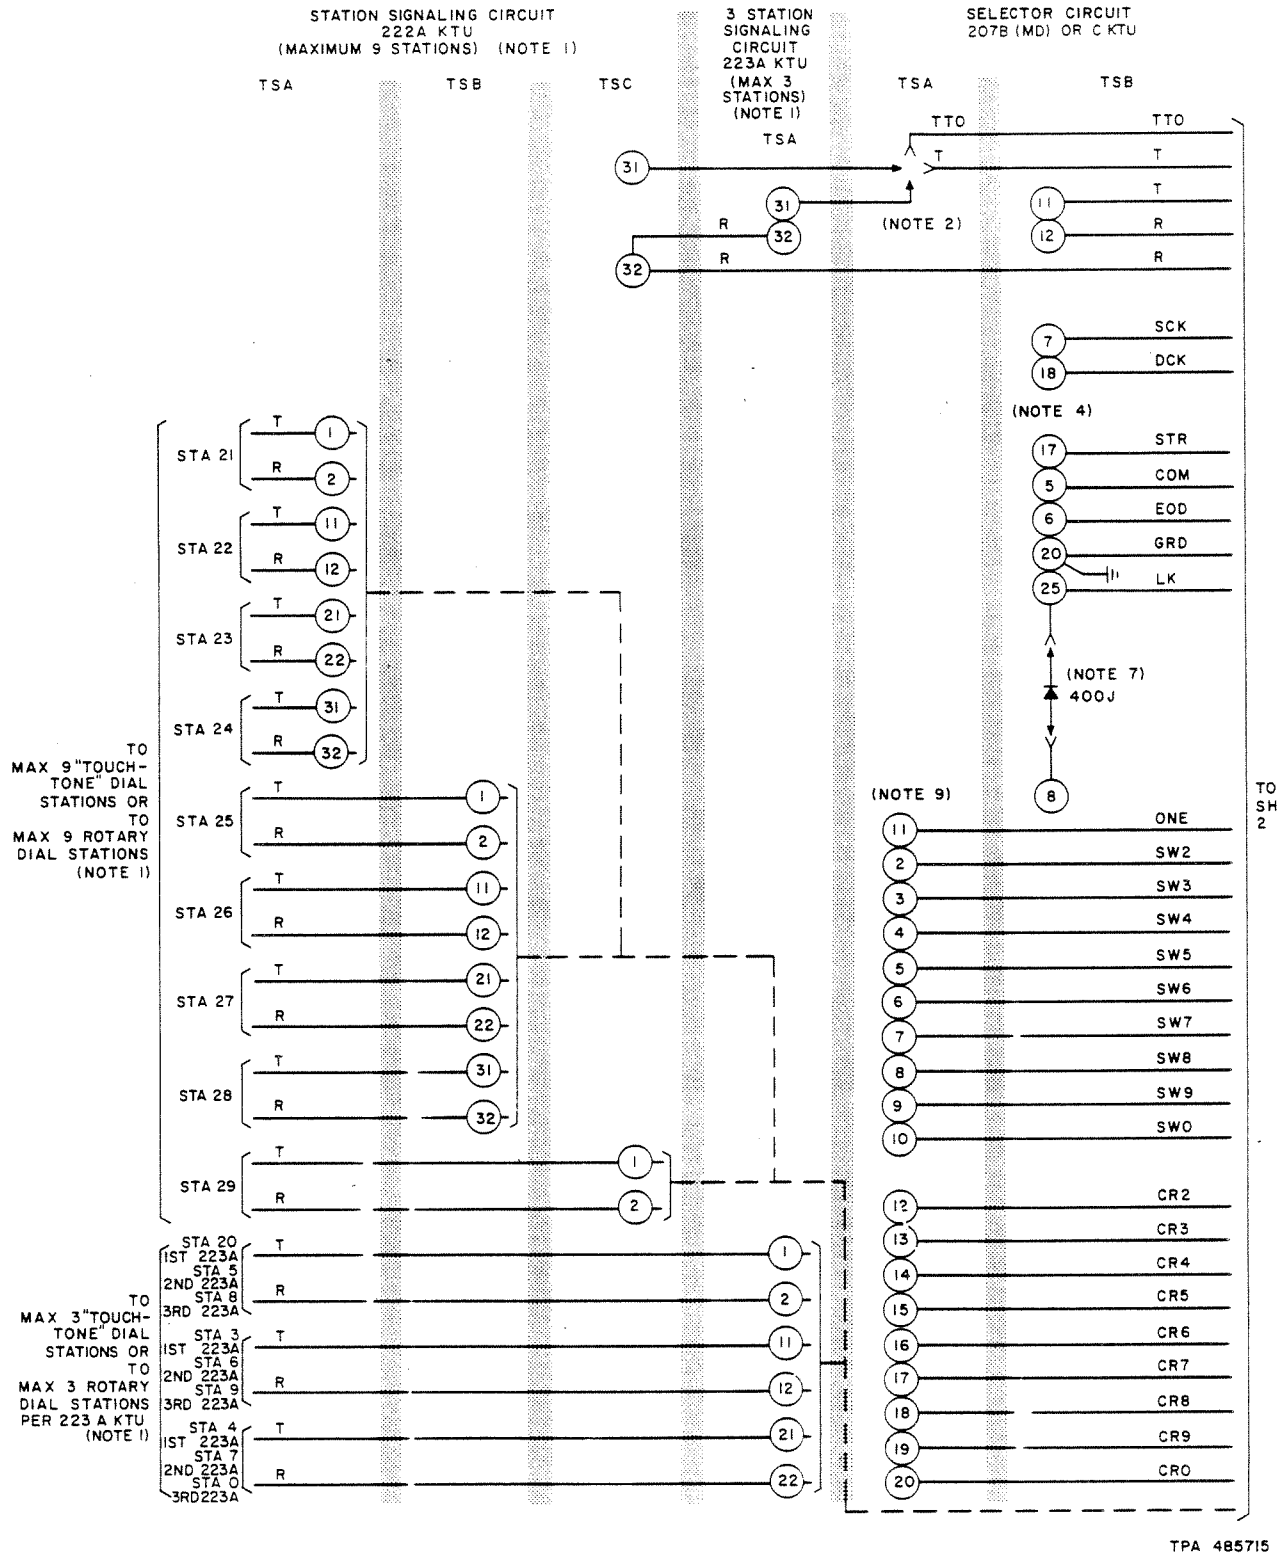 STATION SIGNALING CIRCUIT
222A KTU
(MAXIMUM 9 STATIONS) (NOTE 1)
TSA
TSB
TSC
3 STATION
SIGNALING
CIRCUIT
223A KTU
(MAX 3
STATIONS)
(NOTE 1)
TSA
SELECTOR CIRCUIT
207B (MD) OR C KTU
TSA
TSB
TTO
TTO
31
T
T
31
(NOTE 2)
11
T
R
32
12
R
32
R
R
7
SCK
18
DCK
(NOTE 4)
17
STR
5
COM
6
EOD
20
GRD
25
LK
(NOTE 7)
400J
8
TO
MAX 9 "TOUCH-
TONE" DIAL
STATIONS OR
TO
MAX 9 ROTARY
DIAL STATIONS
(NOTE 1)
STA 21
T
1
R
2
STA 22
T
11
R
12
STA 23
T
21
R
22
STA 24
T
31
R
32
STA 25
T
1
R
2
STA 26
T
11
R
12
STA 27
T
21
R
22
STA 28
T
31
R
32
STA 29
T
1
R
2
TO
MAX 3 "TOUCH-
TONE" DIAL
STATIONS OR
TO
MAX 3 ROTARY
DIAL STATIONS
PER 223 A KTU
(NOTE 1)
STA 20
1ST 223A
STA 5
2ND 223A
STA 8
3RD 223A
T
1
R
2
STA 3
1ST 223A
STA 6
2ND 223A
STA 9
3RD 223A
T
11
R
12
STA 4
1ST 223A
STA 7
2ND 223A
STA 0
3RD 223A
T
21
R
22
(NOTE 9)
11
ONE
2
SW2
3
SW3
4
SW4
5
SW5
6
SW6
7
SW7
8
SW8
9
SW9
10
SWO
12
CR2
13
CR3
14
CR4
15
CR5
16
CR6
17
CR7
18
CR8
19
CR9
20
CRO
TO
SH
2
TPA 485715